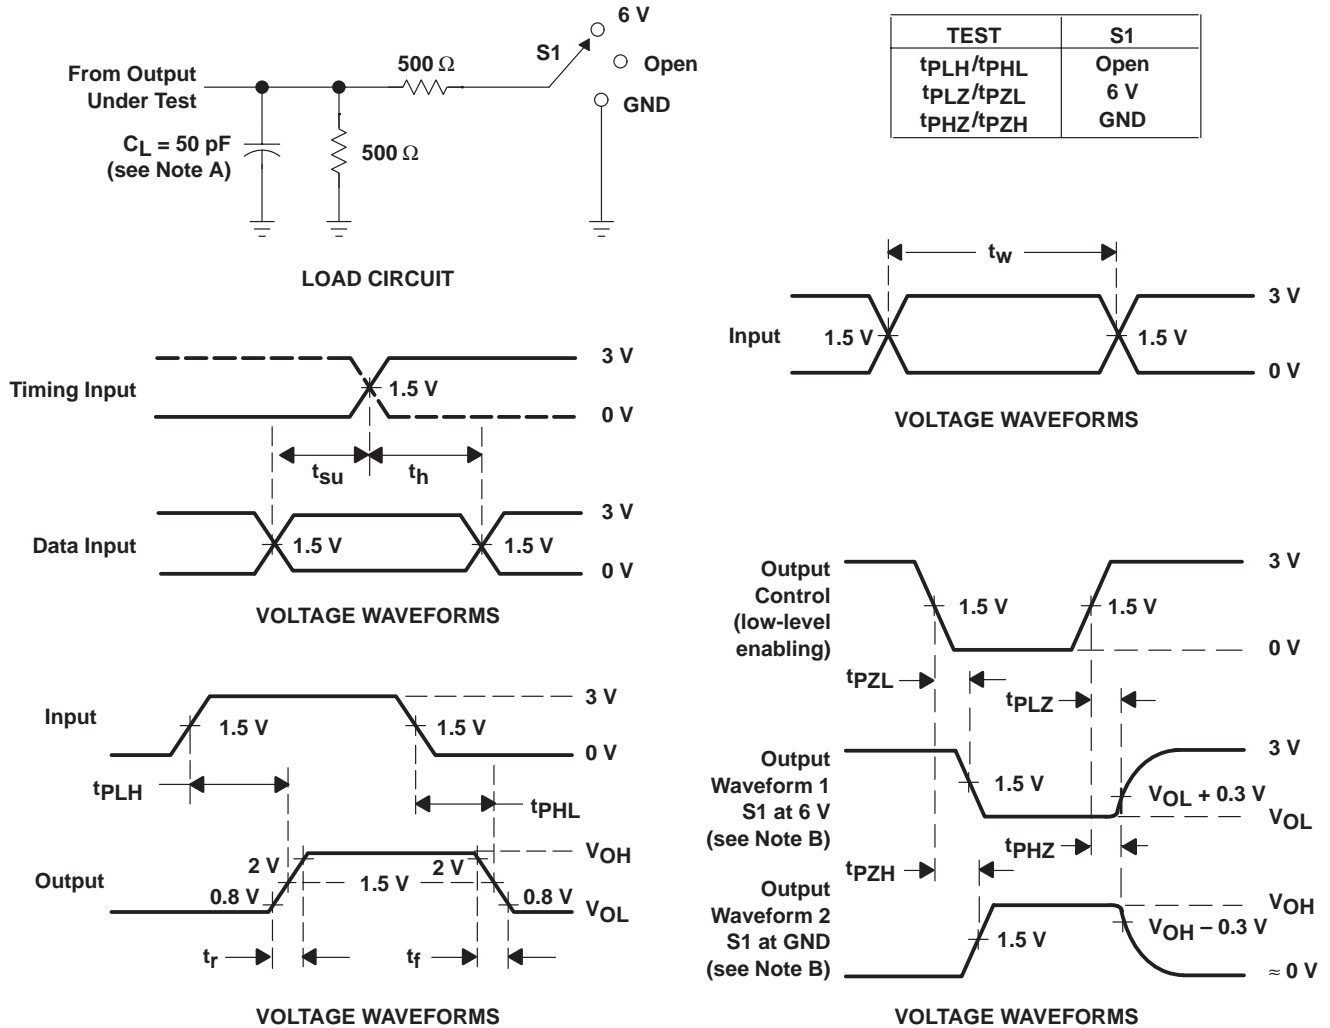 6 V
S1
500 Ω
Open
From Output
Under Test
GND
CL = 50 pF
(see Note A)
500 Ω
LOAD CIRCUIT
TEST S1
tPLH/tPHL Open
tPLZ/tPZL 6 V
tPHZ/tPZH GND
tw
3 V
Input
1.5 V
1.5 V
0 V
VOLTAGE WAVEFORMS
3 V
Timing Input
1.5 V
0 V
tsu
th
3 V
Data Input
1.5 V
1.5 V
0 V
VOLTAGE WAVEFORMS
3 V
Input
1.5 V
1.5 V
0 V
tPLH
tPHL
VOH
2 V
2 V
Output
1.5 V
0.8 V
0.8 V
VOL
tr
tf
VOLTAGE WAVEFORMS
3 V
Output
Control
(low-level
enabling)
1.5 V
1.5 V
0 V
tPZL
tPLZ
3 V
Output
Waveform 1
S1 at 6 V
(see Note B)
1.5 V
VOL + 0.3 V
VOL
tPHZ
tPZH
Output
Waveform 2
S1 at GND
(see Note B)
VOH
VOH − 0.3 V
1.5 V
≈ 0 V
VOLTAGE WAVEFORMS